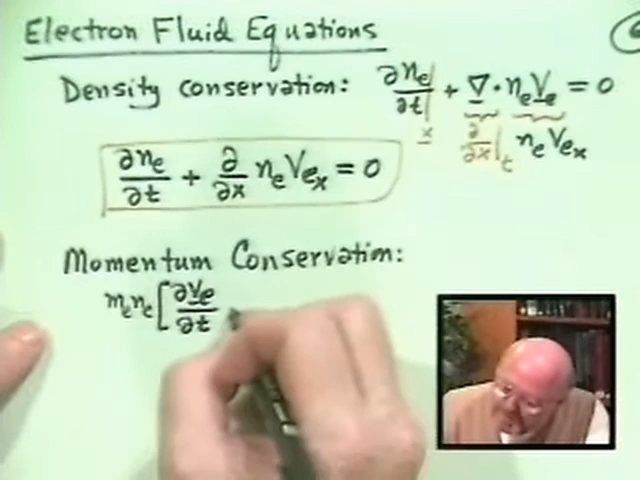 Electron Fluid Equations
Density conservation: ∂nₑ/∂t| + ∇ · nₑVₑ = 0
x ∂/∂x|ₜ nₑVₑₓ
∂nₑ/∂t + ∂/∂x nₑVₑₓ = 0
Momentum Conservation:
mₑnₑ [ ∂Vₑ/∂t